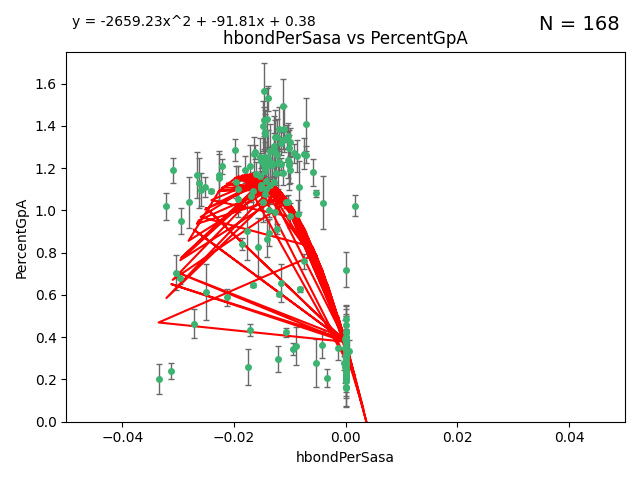 y = -2659.23x^2 + -91.81x + 0.38
N = 168
hbondPerSasa vs PercentGpA
1.6
1.4
1.2
1.0
0.8
0.6
0.4
0.2
0.0
PercentGpA
−0.04 −0.02 0.00 0.02 0.04
hbondPerSasa